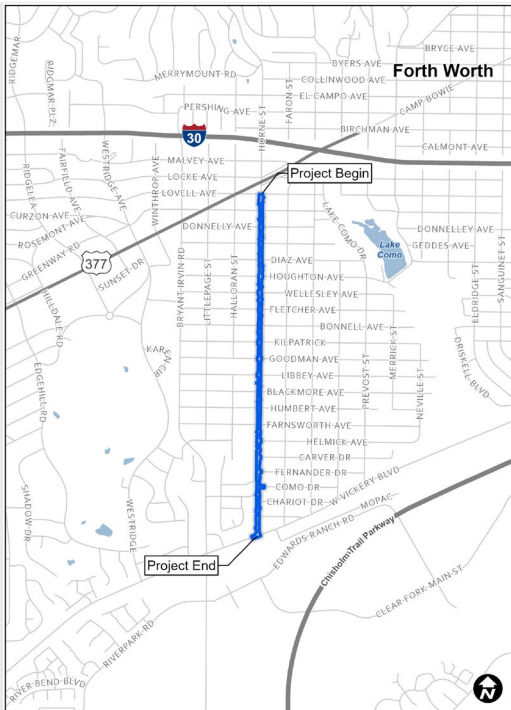 BRYCE AVE
RIDGEMAR
RIDGMAR PLZ
BYERS AVE
MERRYMOUNT RD
COLLINWOOD AVE
Forth Worth
EL CAMPO AVE
FARON ST
PERSHING AVE
CAMP BOWIE
HORNE ST
BIRCHMAN AVE
30
CALMONT AVE
MALVEY AVE
LOCKE AVE
LOVELL AVE
Project Begin
RIDGLEA
FAIRFIELD AVE
WESTRIDGE AVE
WINTHROP AVE
CURZON AVE
ROSEMONT AVE
GREENWAY RD
377
SUNSET DR
DONNELLY AVE
LAKE COMO DR
Lake
Como
DONNELLEY AVE
GEDDES AVE
BRYANT IRVIN RD
LITTLEPAGE ST
HALLORAN ST
DIAZ AVE
HOUGHTON AVE
WELLESLEY AVE
FLETCHER AVE
ELDRIDGE ST
SANGUINET ST
HILLDALE RD
BONNELL AVE
KILPATRICK
GOODMAN AVE
LIBBEY AVE
BLACKMORE AVE
HUMBERT AVE
FARNSWORTH AVE
HELMICK AVE
CARVER DR
FERNANDER DR
COMO DR
CHARIOT DR
PREVOST ST
MERRICK ST
NEVILLE ST
DRISKELL BLVD
EDGEHILL RD
SHADOW DR
WESTRIDGE
W VICKERY BLVD
MOPAC
EDWARDS RANCH RD
Chisholm Trail Parkway
Project End
CLEAR FORK MAIN ST
RIVERPARK RD
RIVER BEND BLVD
N